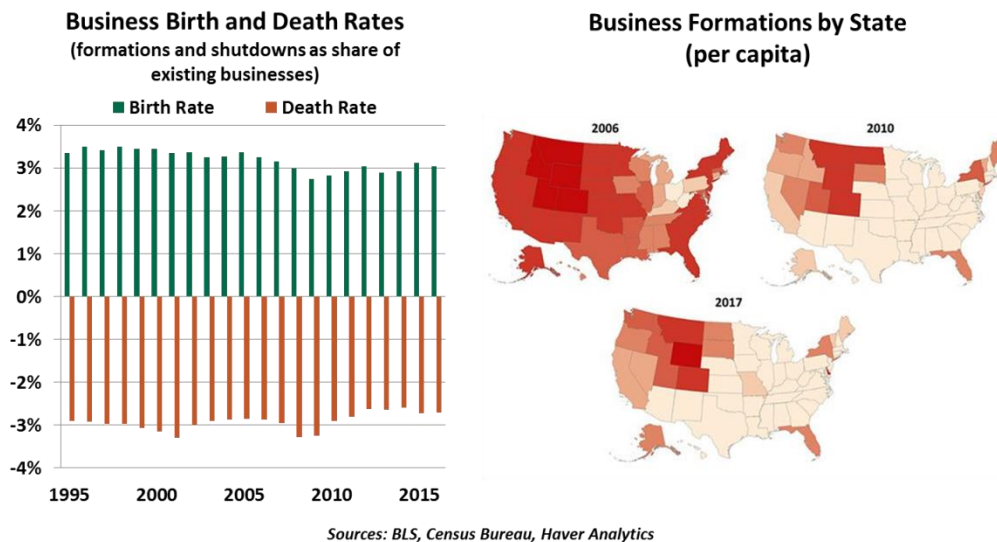 Business Birth and Death Rates
(formations and shutdowns as share of
existing businesses)
Birth Rate Death Rate
4%
3%
2%
1%
0%
-1%
-2%
-3%
-4%
1995 2000 2005 2010 2015
Business Formations by State
(per capita)
2006
2010
2017
Sources: BLS, Census Bureau, Haver Analytics